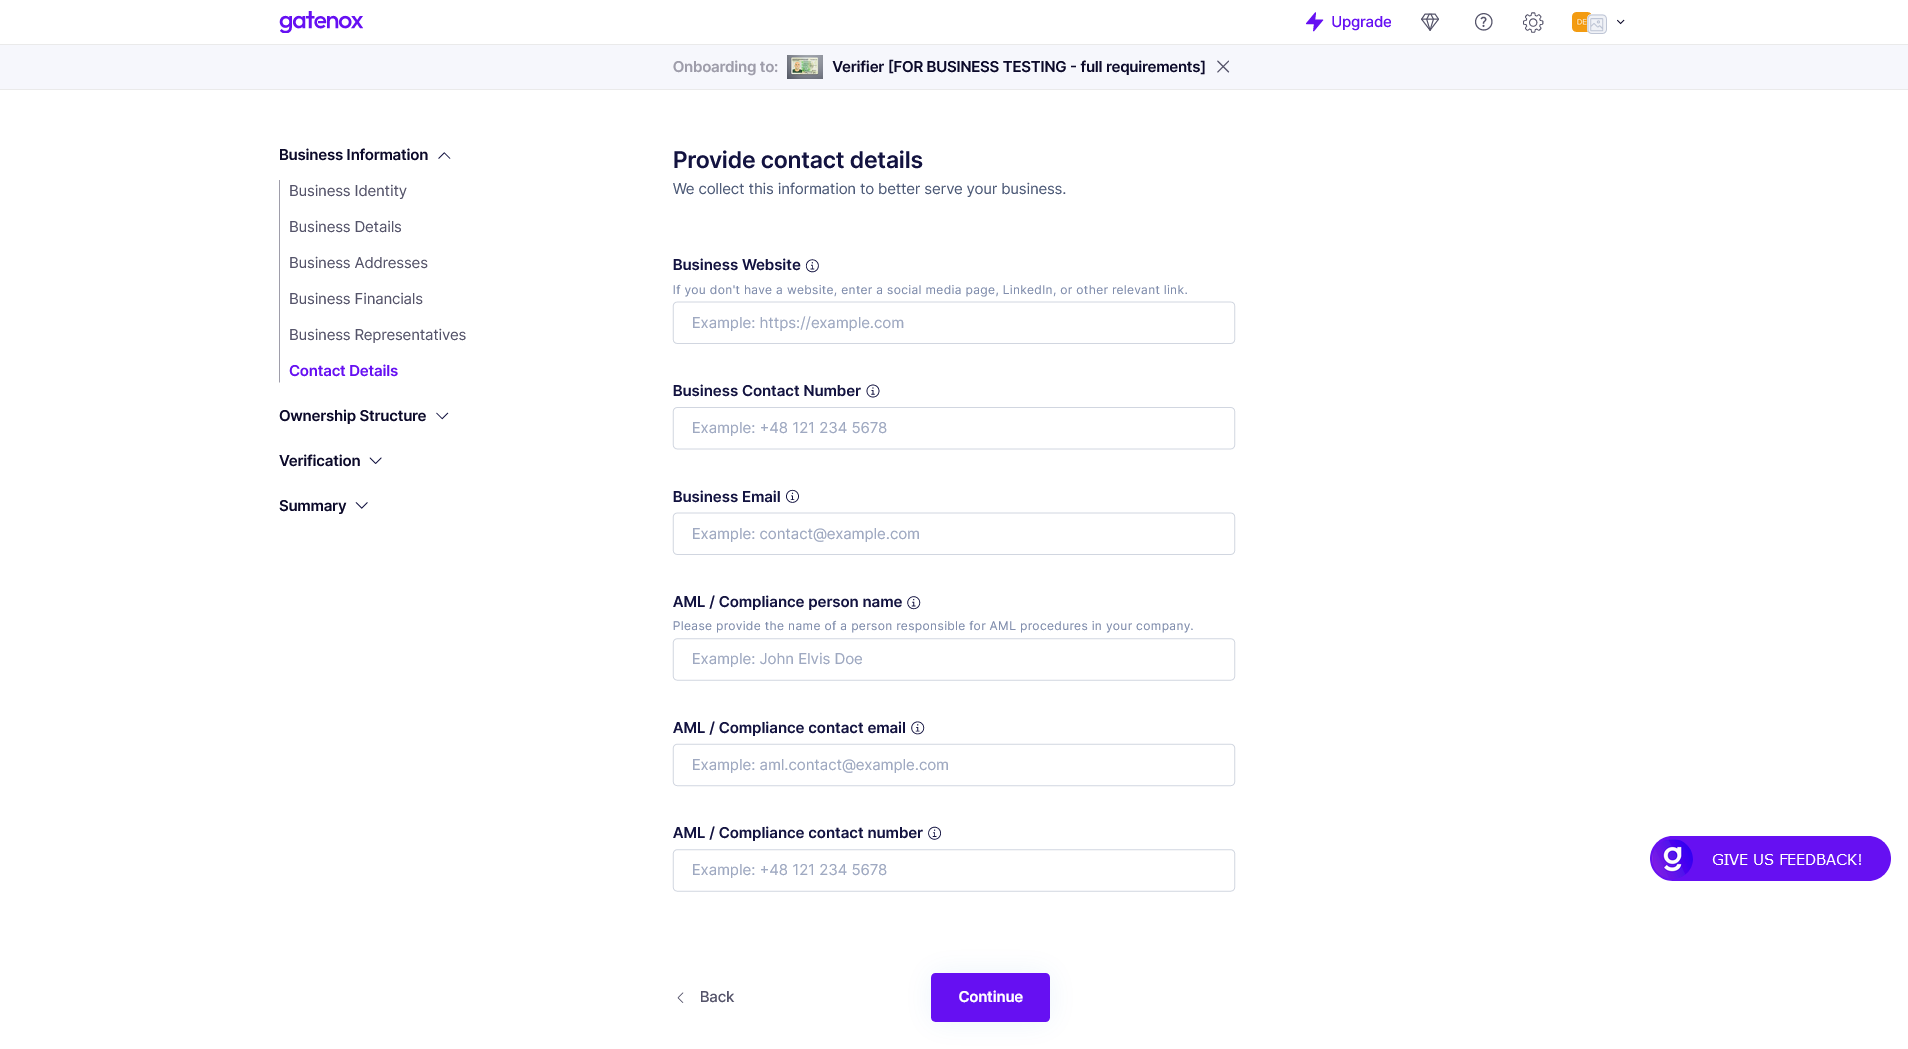 gatenox
Upgrade
DE
Onboarding to: Verifier [FOR BUSINESS TESTING - full requirements]
Business Information
Business Identity
Business Details
Business Addresses
Business Financials
Business Representatives
Contact Details
Ownership Structure
Verification
Summary
Provide contact details
We collect this information to better serve your business.
Business Website
If you don't have a website, enter a social media page, LinkedIn, or other relevant link.
Example: https://example.com
Business Contact Number
Example: +48 121 234 5678
Business Email
Example: contact@example.com
AML / Compliance person name
Please provide the name of a person responsible for AML procedures in your company.
Example: John Elvis Doe
AML / Compliance contact email
Example: aml.contact@example.com
AML / Compliance contact number
Example: +48 121 234 5678
Back
Continue
g GIVE US FEEDBACK!